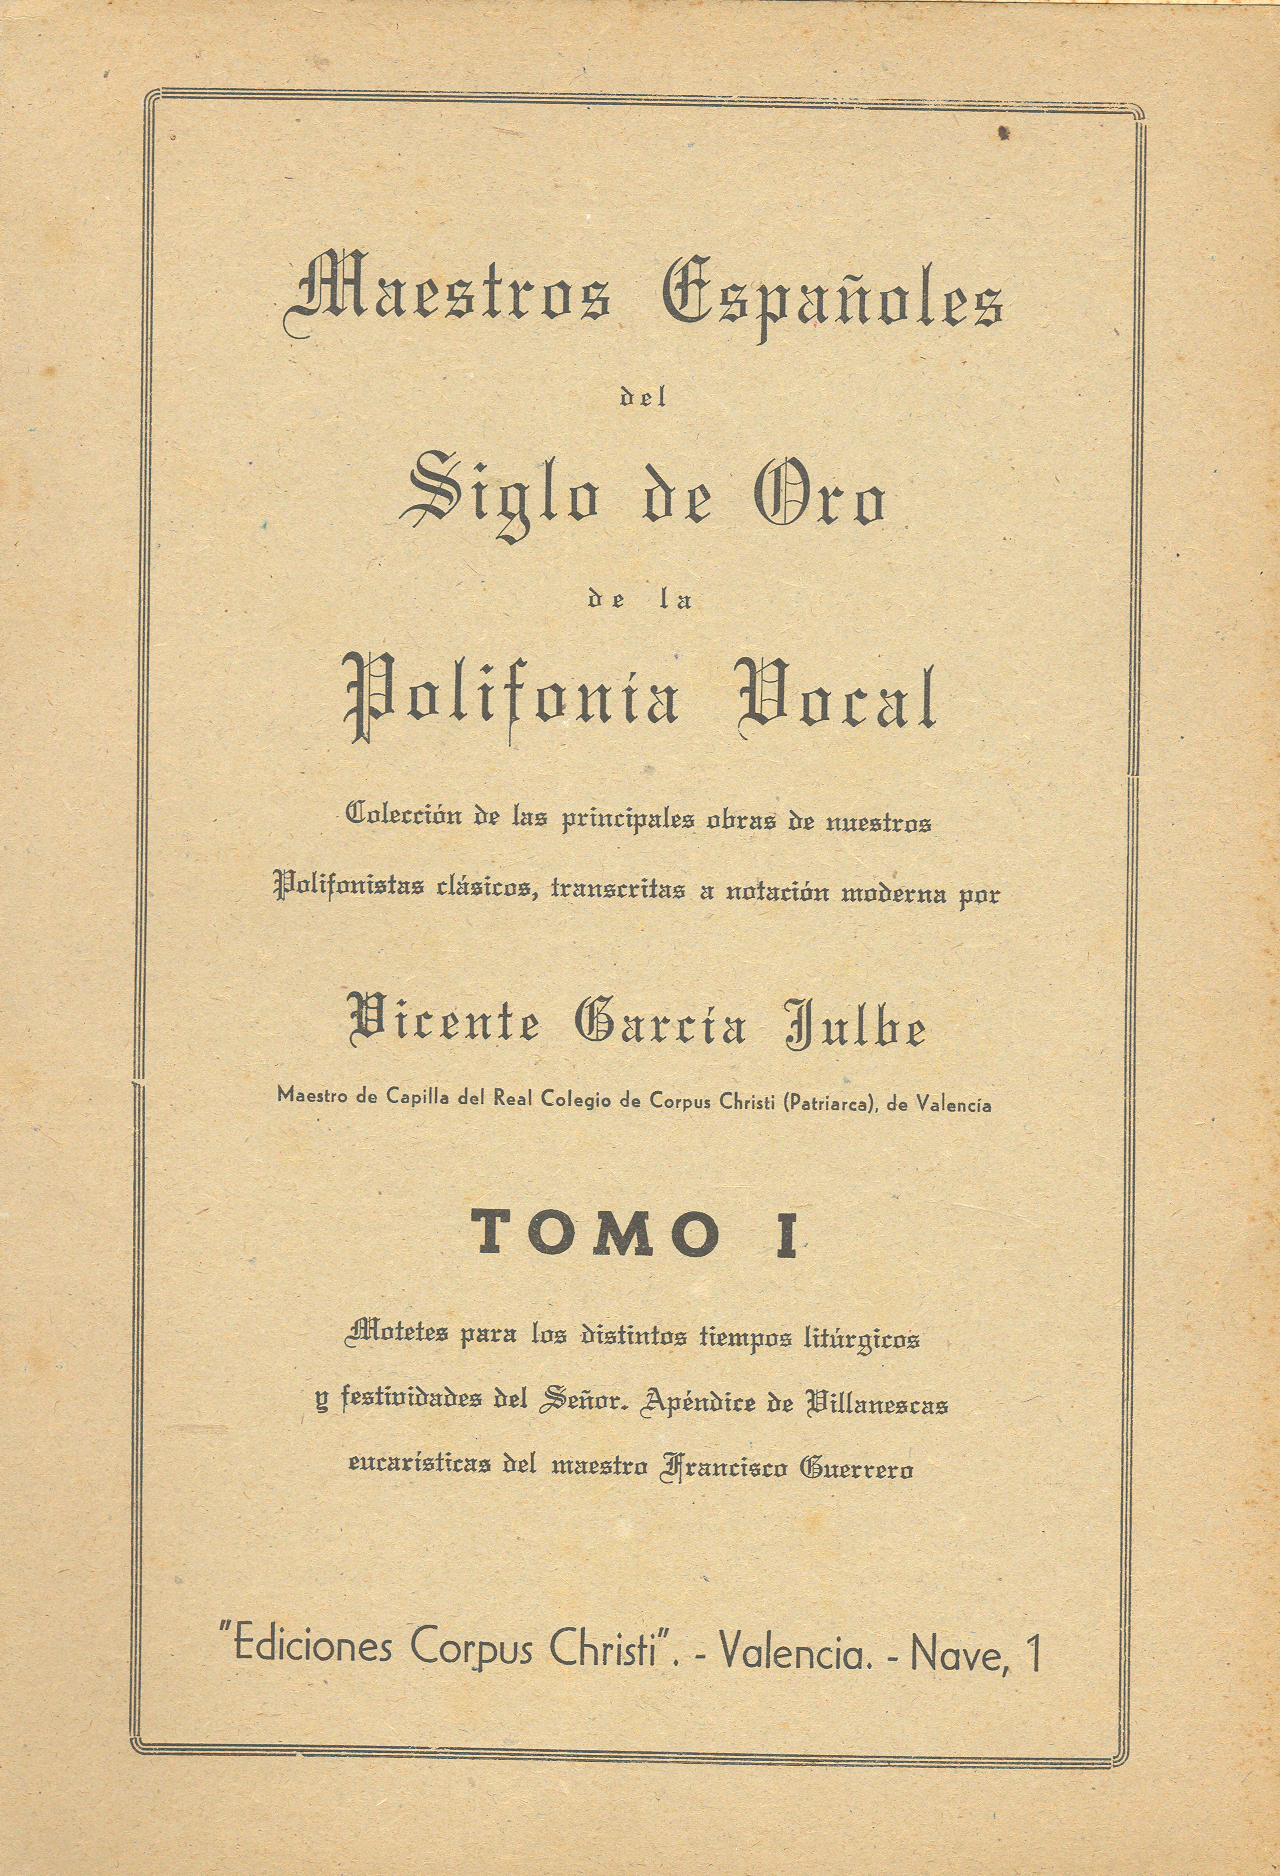 Maestros Españoles
del
Siglo de Oro
de la
Polifonía Vocal
Colección de las principales obras de nuestros
Polifonistas clásicos, transcritas a notación moderna por
Vicente García Julbe
Maestro de Capilla del Real Colegio de Corpus Christi (Patriarca), de Valencia
TOMO I
Motetes para los distintos tiempos litúrgicos
y festividades del Señor. Apéndice de Villanescas
eucarísticas del maestro Francisco Guerrero
"Ediciones Corpus Christi". - Valencia. - Nave, 1